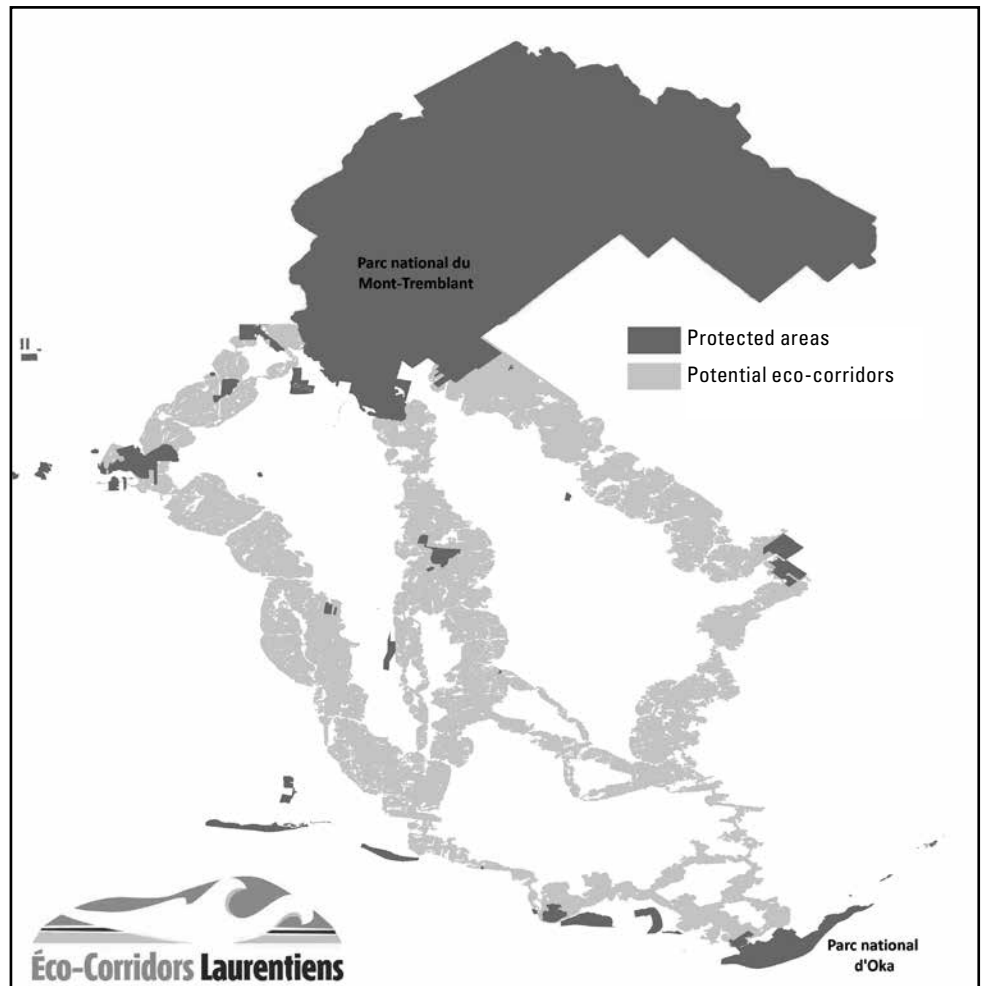 Parc national du
Mont-Tremblant
Protected areas
Potential eco-corridors
Parc national
d'Oka
Éco-Corridors Laurentiens